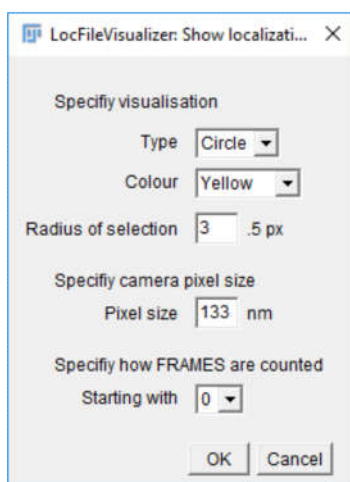 LocFileVisualizer: Show localizati...
Specifiy visualisation
Type Circle
Colour Yellow
Radius of selection 3 .5 px
Specifiy camera pixel size
Pixel size 133 nm
Specifiy how FRAMES are counted
Starting with 0
OK Cancel